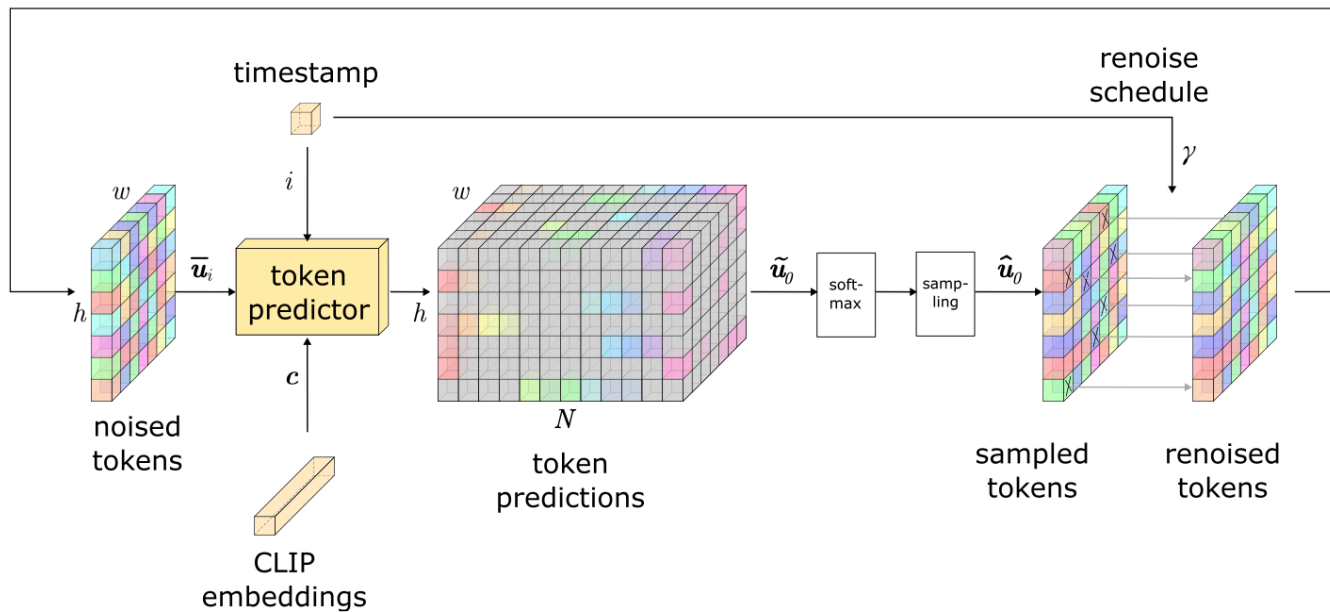 timestamp
renoise
schedule
γ
w
i
w
h
ū_i
token
predictor
h
ũ_0
soft-
max
samp-
ling
û_0
c
N
noised
tokens
token
predictions
sampled
tokens
renoised
tokens
CLIP
embeddings